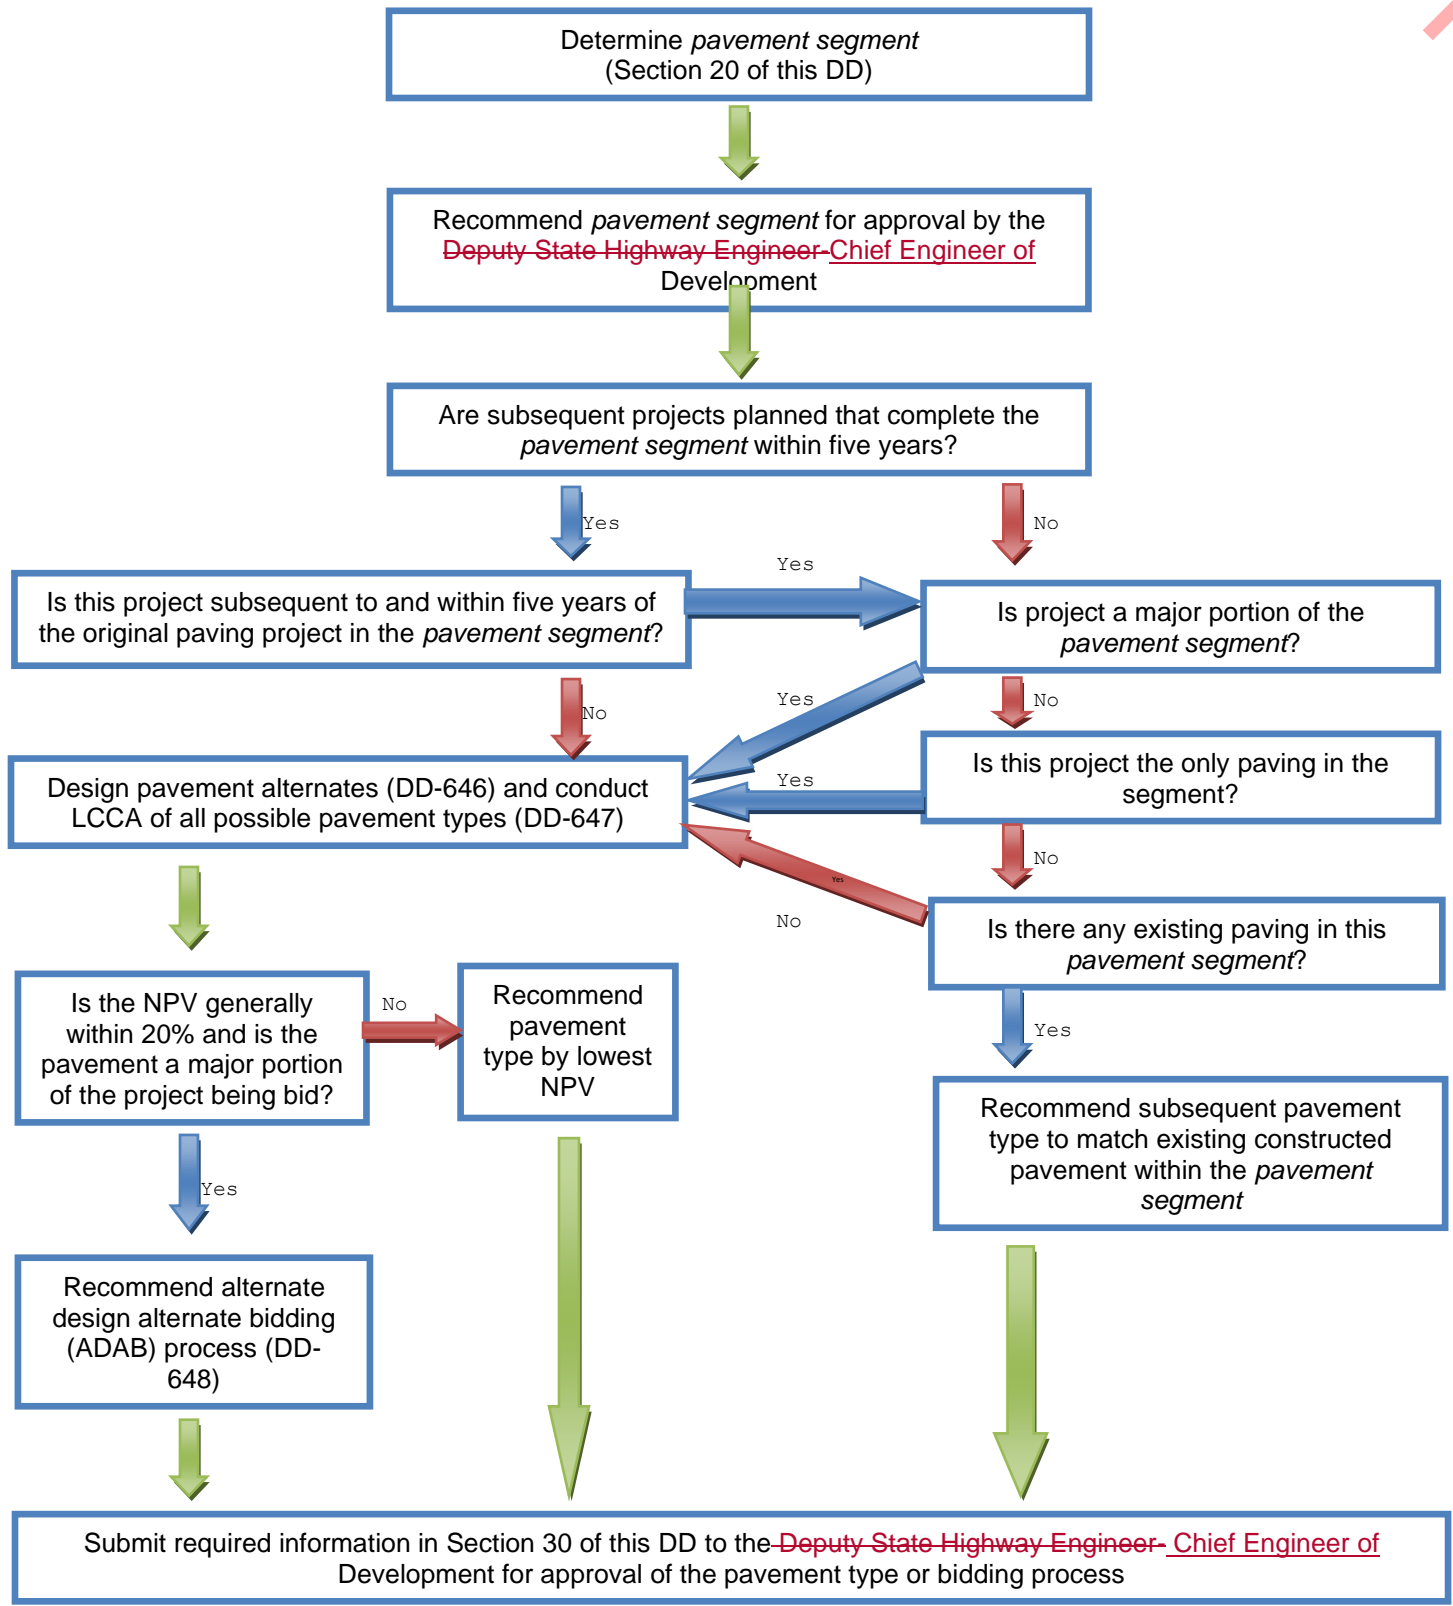 Determine pavement segment
(Section 20 of this DD)
Recommend pavement segment for approval by the
Deputy State Highway Engineer Chief Engineer of
Development
Are subsequent projects planned that complete the
pavement segment within five years?
Yes
No
Yes
Is this project subsequent to and within five years of
the original paving project in the pavement segment?
Is project a major portion of the
pavement segment?
No
Yes
No
Design pavement alternates (DD-646) and conduct
LCCA of all possible pavement types (DD-647)
Yes
Is this project the only paving in the
segment?
No
Yes
No
Is there any existing paving in this
pavement segment?
Is the NPV generally
within 20% and is the
pavement a major portion
of the project being bid?
No
Recommend
pavement
type by lowest
NPV
Yes
Recommend subsequent pavement
type to match existing constructed
pavement within the pavement
segment
Yes
Recommend alternate
design alternate bidding
(ADAB) process (DD-
648)
Submit required information in Section 30 of this DD to the Deputy State Highway Engineer Chief Engineer of
Development for approval of the pavement type or bidding process